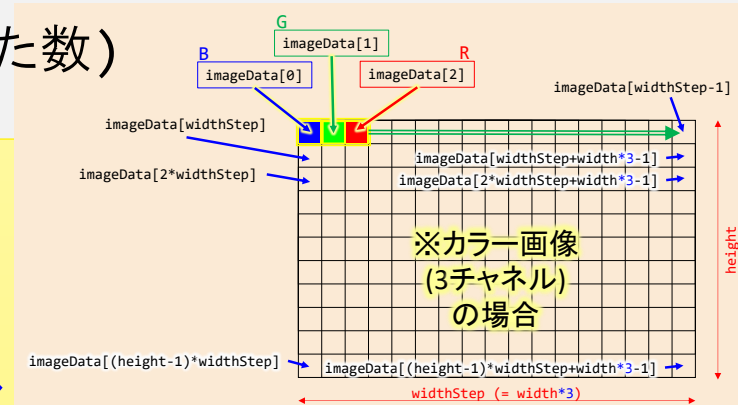 た数)
G
imageData[1]
B
R
imageData[0]
imageData[2]
imageData[widthStep-1]
imageData[widthStep]
imageData[widthStep+width*3-1]
imageData[2*widthStep]
imageData[2*widthStep+width*3-1]
※カラー画像
(3チャネル)
の場合
height
imageData[(height-1)*widthStep]
imageData[(height-1)*widthStep+width*3-1]
widthStep (= width*3)